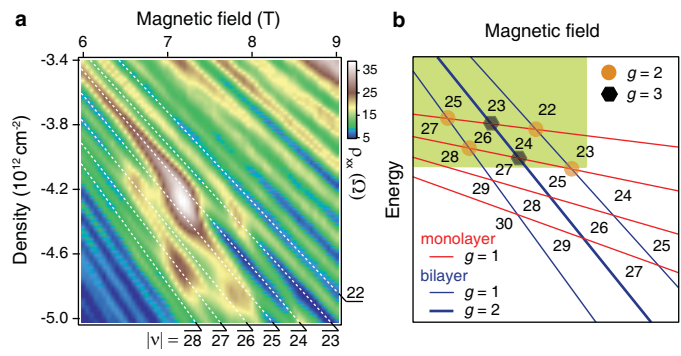 a
Magnetic field (T)
6 7 8 9
Density (10¹² cm⁻²)
-3.4
-3.8
-4.2
-4.6
-5.0
35
25
15
5
ρxx (Ω)
22
|ν| = 28 27 26 25 24 23
b
Magnetic field
Energy
g = 2
g = 3
25 23 22
27 26 24 23
28 27 25 24
29 28 26 25
30 29 27
monolayer
g = 1
bilayer
g = 1
g = 2